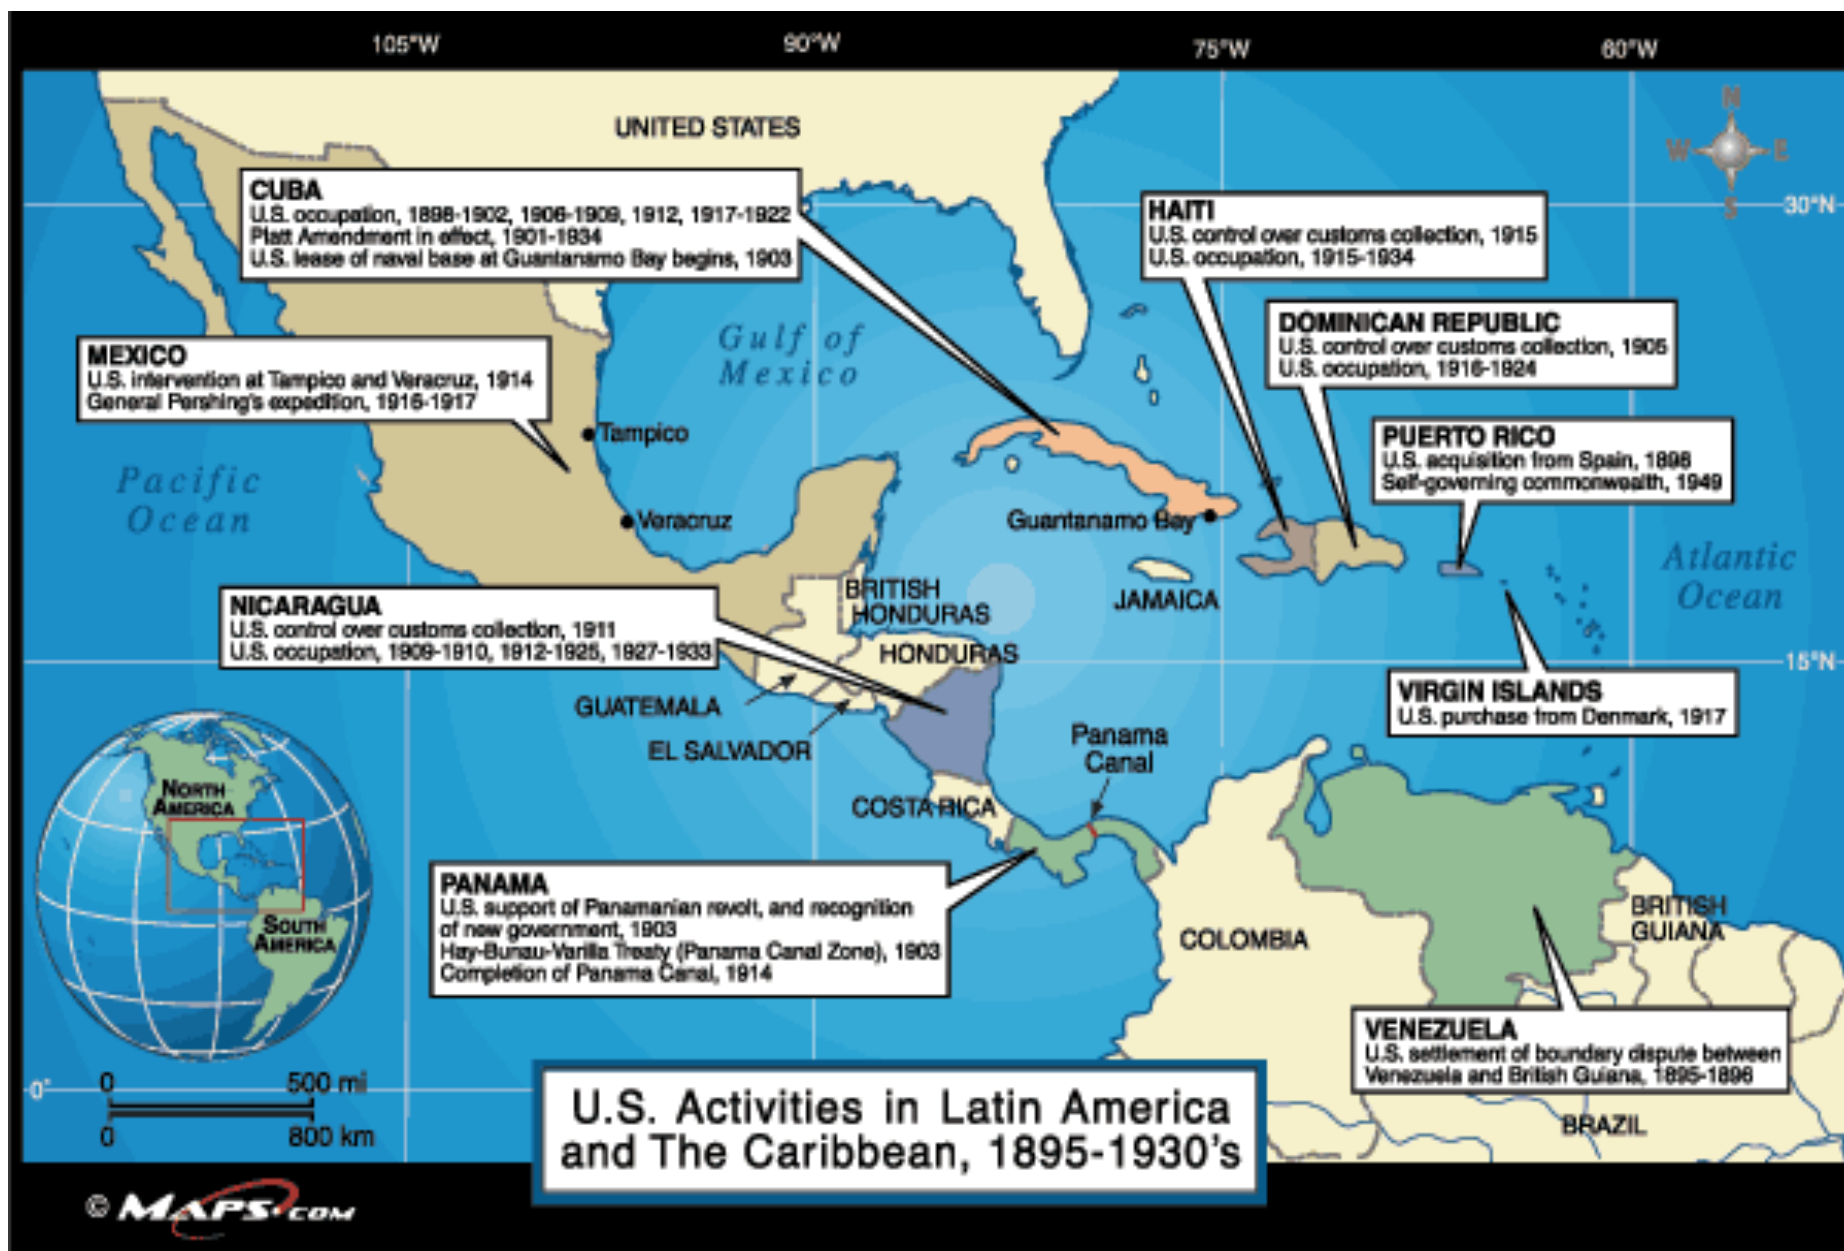 105°W
90°W
75°W
60°W
N
W E
S
UNITED STATES
CUBA
U.S. occupation, 1898-1902, 1906-1909, 1912, 1917-1922
Platt Amendment in effect, 1901-1934
U.S. lease of naval base at Guantanamo Bay begins, 1903
HAITI
U.S. control over customs collection, 1915
U.S. occupation, 1915-1934
30°N
DOMINICAN REPUBLIC
U.S. control over customs collection, 1905
U.S. occupation, 1916-1924
Gulf of
Mexico
MEXICO
U.S. intervention at Tampico and Veracruz, 1914
General Pershing's expedition, 1916-1917
Tampico
PUERTO RICO
U.S. acquisition from Spain, 1898
Self-governing commonwealth, 1949
Pacific
Ocean
Veracruz
Guantanamo Bay
Atlantic
Ocean
JAMAICA
BRITISH
HONDURAS
NICARAGUA
U.S. control over customs collection, 1911
U.S. occupation, 1909-1910, 1912-1925, 1927-1933
HONDURAS
15°N
VIRGIN ISLANDS
U.S. purchase from Denmark, 1917
GUATEMALA
EL SALVADOR
Panama
Canal
COSTA RICA
NORTH
AMERICA
SOUTH
AMERICA
PANAMA
U.S. support of Panamanian revolt, and recognition
of new government, 1903
Hay-Bunau-Varilla Treaty (Panama Canal Zone), 1903
Completion of Panama Canal, 1914
COLOMBIA
BRITISH
GUIANA
VENEZUELA
U.S. settlement of boundary dispute between
Venezuela and British Guiana, 1895-1896
BRAZIL
0°
0 500 mi
0 800 km
U.S. Activities in Latin America
and The Caribbean, 1895-1930's
© MAPS.COM